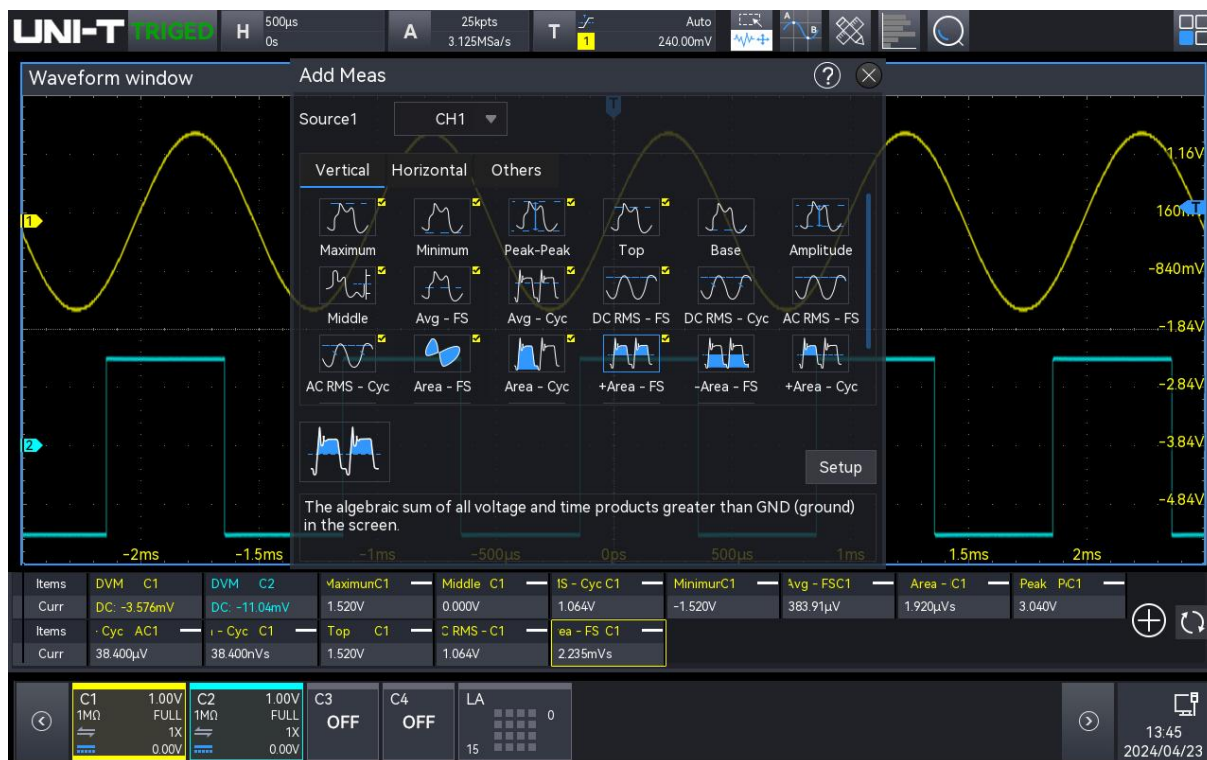 UNI-T TRIGED H 500µs 0s A 25kpts 3.125MSa/s T 1 Auto 240.00mV A B
Waveform window
Add Meas ?
T
Source1 CH1
Vertical Horizontal Others
1.16V
1
T
Maximum Minimum Peak-Peak Top Base Amplitude
-840mV
Middle Avg - FS Avg - Cyc DC RMS - FS DC RMS - Cyc AC RMS - FS
-1.84V
AC RMS - Cyc Area - FS Area - Cyc +Area - FS -Area - FS +Area - Cyc
-2.84V
2
-3.84V
Setup
-4.84V
The algebraic sum of all voltage and time products greater than GND (ground)
in the screen.
-2ms -1.5ms -1ms -500µs 0ps 500µs 1ms 1.5ms 2ms
Items DVM C1 DVM C2 MaximunC1 Middle C1 IS - Cyc C1 MinimurC1 Avg - FSC1 Area - C1 Peak PC1
Curr DC: -3.576mV DC: -11.04mV 1.520V 0.000V 1.064V -1.520V 383.91µV 1.920µVs 3.040V
Items Cyc AC1 - Cyc C1 Top C1 C RMS - C1 ea - FS C1
Curr 38.400µV 38.400nVs 1.520V 1.064V 2.235mVs
C1 1.00V C2 1.00V C3 C4 LA
1MΩ FULL 1MΩ FULL OFF OFF 0
1X 1X
0.00V 0.00V 15
13:45
2024/04/23